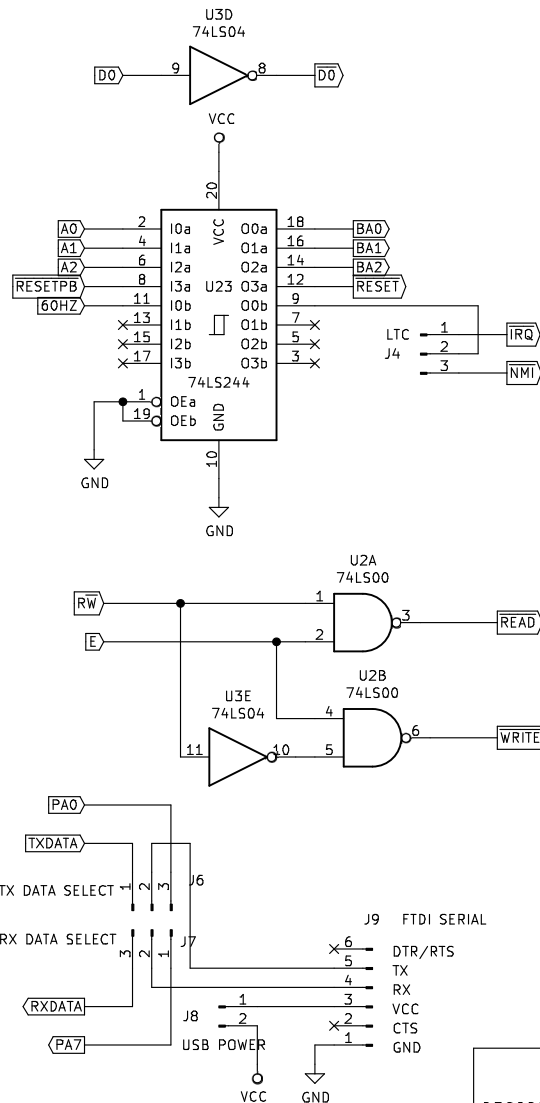 U3D
74LS04
D0 9 8 D0
VCC
20
VCC
A0 2 I0a O0a 18 BA0
A1 4 I1a O1a 16 BA1
A2 6 I2a O2a 14 BA2
RESETPB 8 I3a U23 O3a 12 RESET
60HZ 11 I0b O0b 9
13 I1b O1b 7
15 I2b O2b 5
17 I3b O3b 3
LTC 1 IRQ
J4 2
3 NMI
74LS244
1 OEa
19 OEb
GND
10
GND
GND
U2A
74LS00
RW 1
3 READ
E 2
U2B
74LS00
U3E
74LS04
4
6 WRITE
11 10 5
PA0
TXDATA
1 2 3 J6
TX DATA SELECT
RX DATA SELECT
3 2 1 J7
J9 FTDI SERIAL
6 DTR/RTS
5 TX
4 RX
3 VCC
2 CTS
1 GND
RXDATA
J8 1
2
PA7
USB POWER
VCC
GND